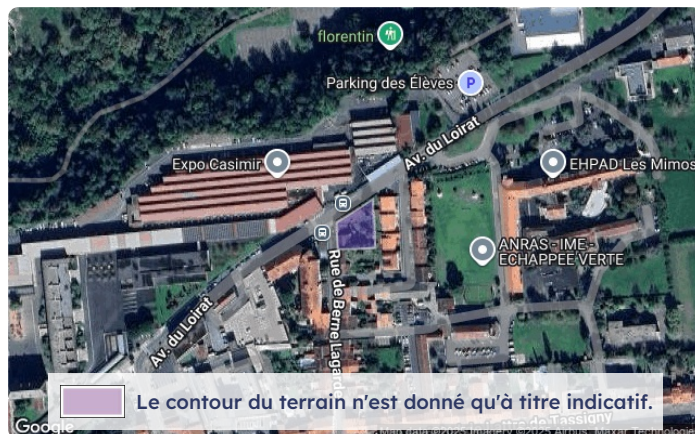 florentin
Parking des Élèves
Av. du Loirat
Expo Casimir
EHPAD Les Mimos
ANRAS - IME -
ECHAPPEE VERTE
Rue de Berne Lagard
Av. du Loirat
Le contour du terrain n'est donné qu'à titre indicatif.
Google